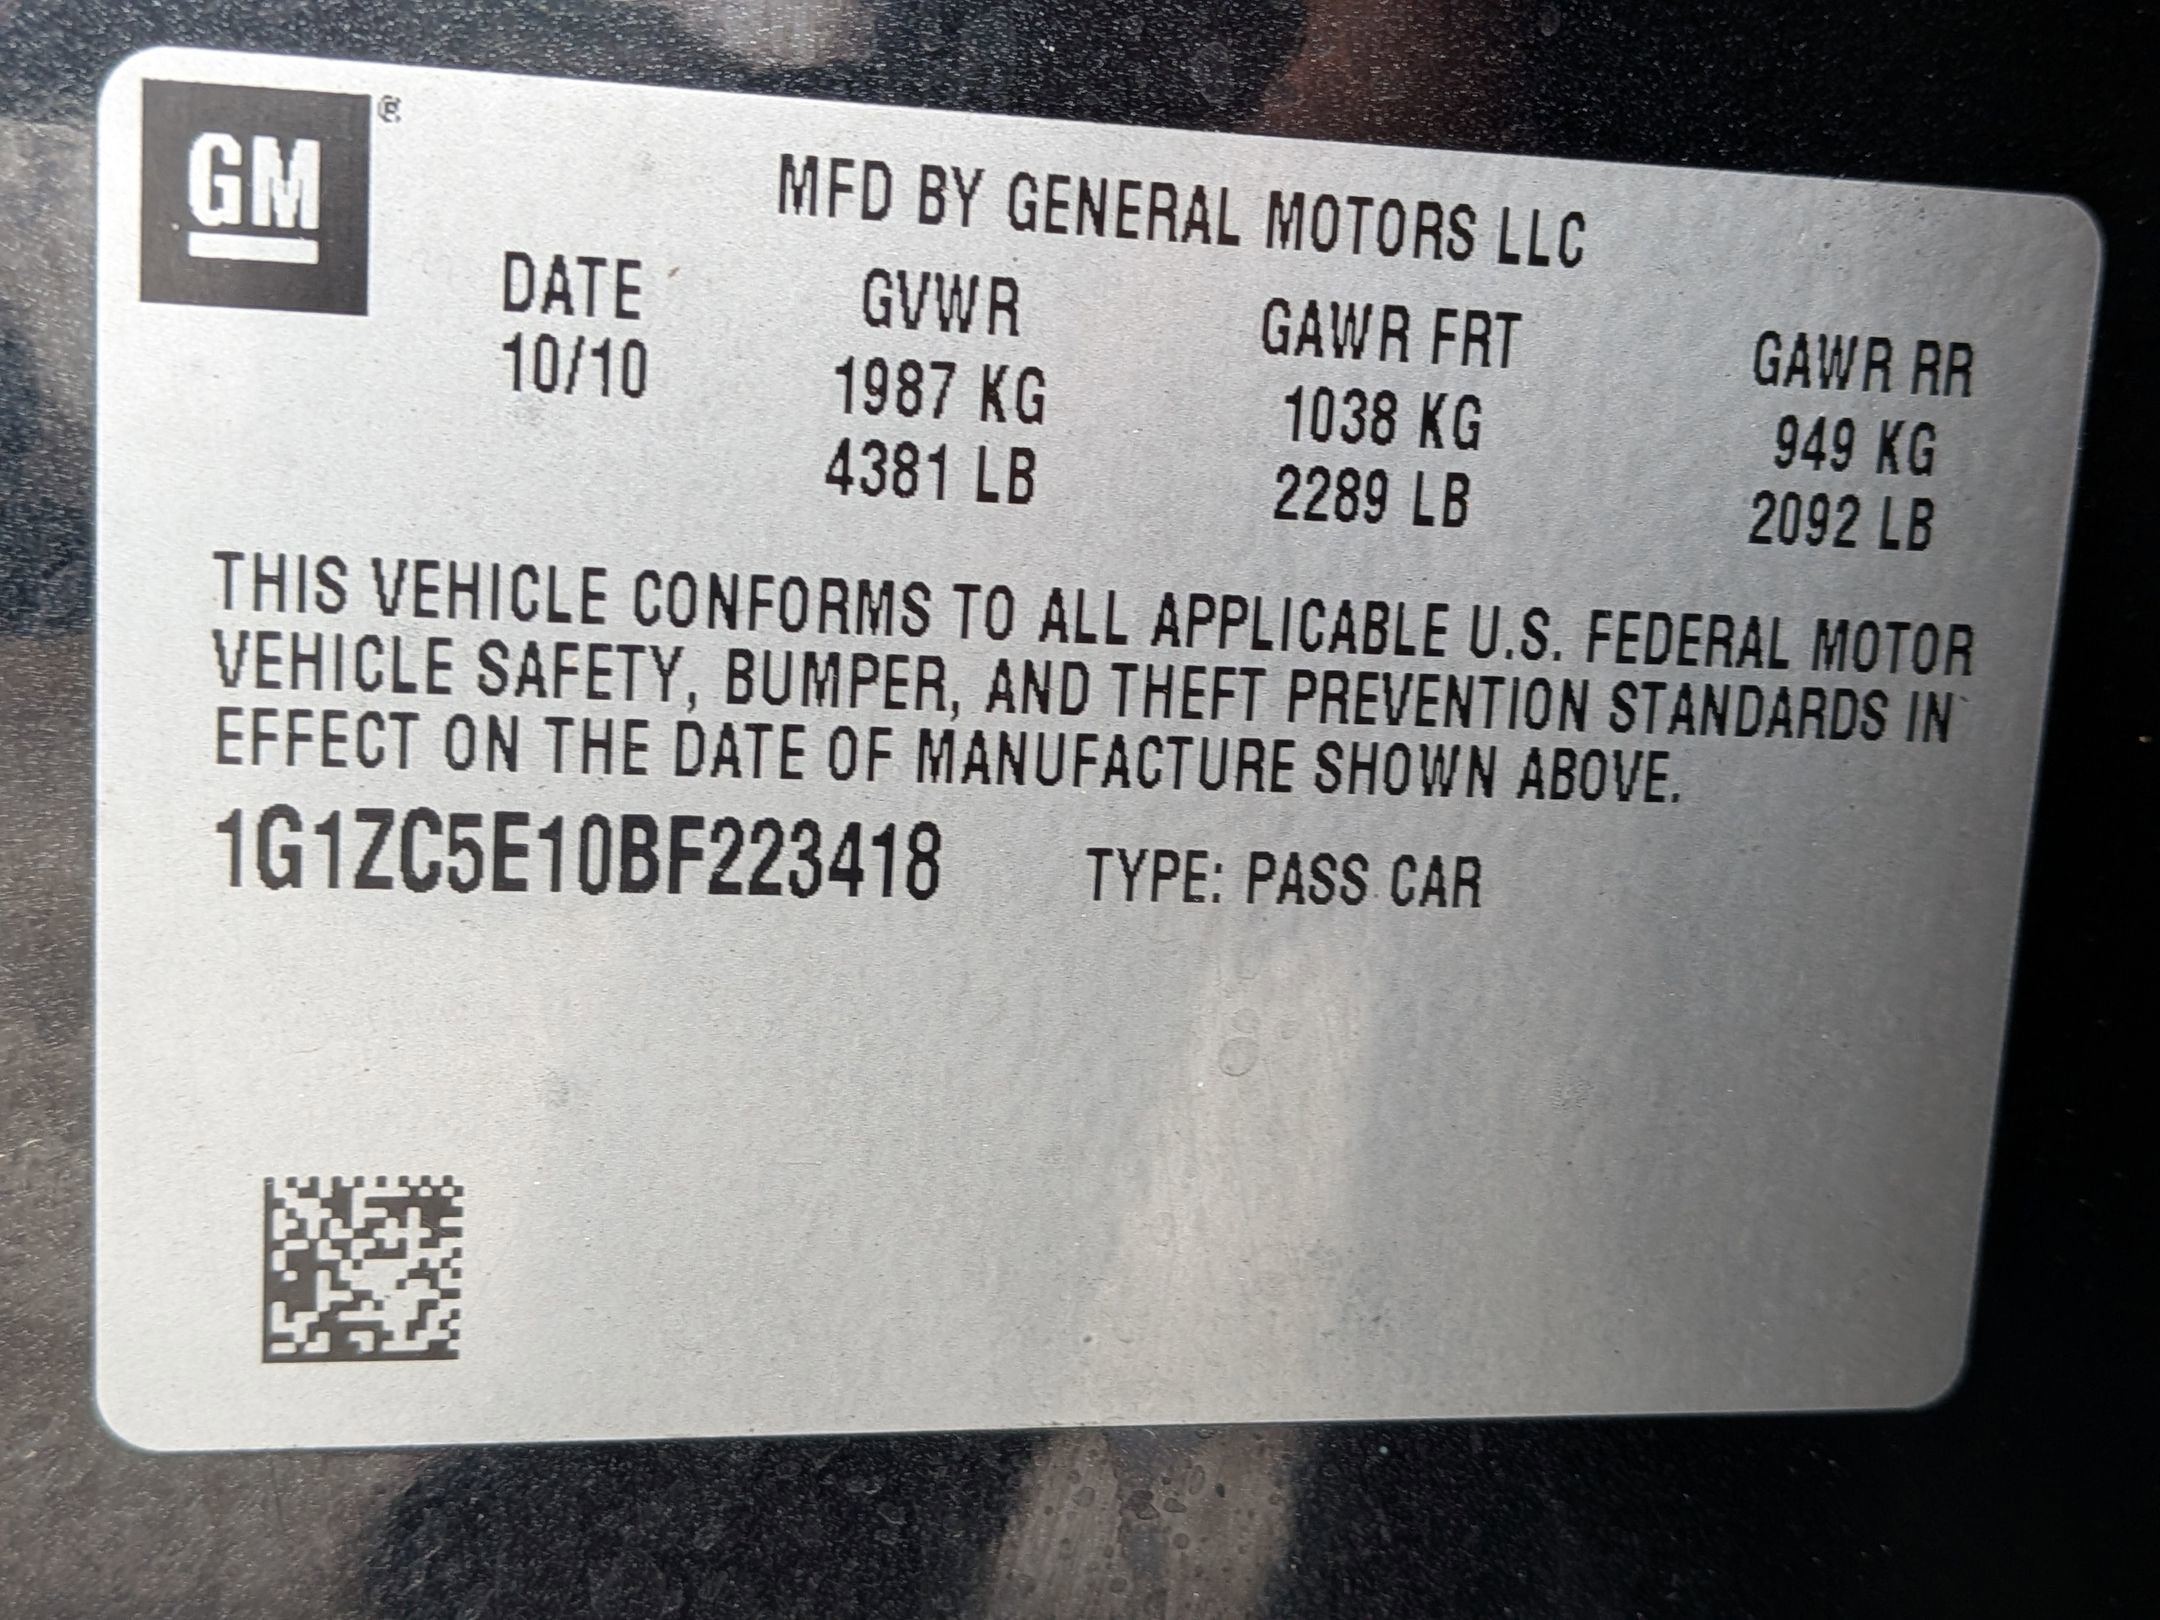 GM®
MFD BY GENERAL MOTORS LLC
DATE GVWR GAWR FRT GAWR RR
10/10 1987 KG 1038 KG 949 KG
4381 LB 2289 LB 2092 LB
THIS VEHICLE CONFORMS TO ALL APPLICABLE U.S. FEDERAL MOTOR
VEHICLE SAFETY, BUMPER, AND THEFT PREVENTION STANDARDS IN
EFFECT ON THE DATE OF MANUFACTURE SHOWN ABOVE.
1G1ZC5E10BF223418 TYPE: PASS CAR